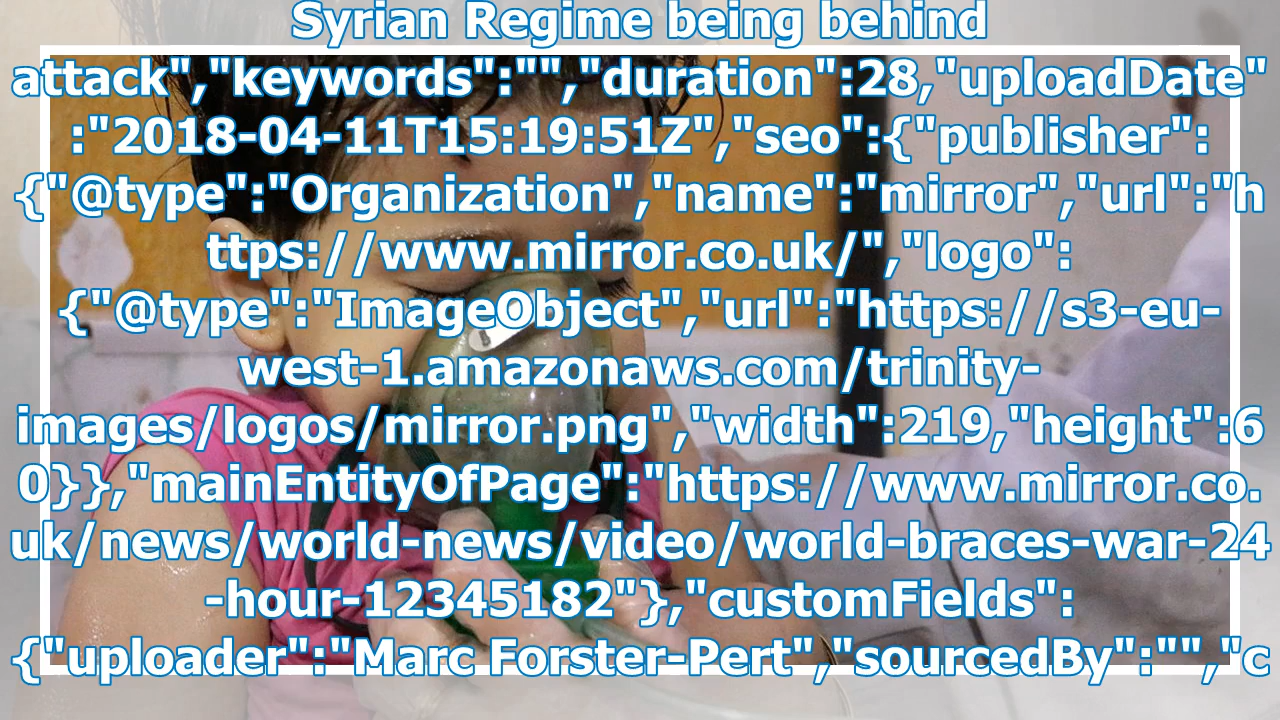 Syrian Regime being behind
attack","keywords":"","duration":28,"uploadDate"
:"2018-04-11T15:19:51Z","seo":{"publisher":
{"@type":"Organization","name":"mirror","url":"h
ttps://www.mirror.co.uk/","logo":
{"@type":"ImageObject","url":"https://s3-eu-
west-1.amazonaws.com/trinity-
images/logos/mirror.png","width":219,"height":6
0}},"mainEntityOfPage":"https://www.mirror.co.
uk/news/world-news/video/world-braces-war-24
-hour-12345182"},"customFields":
{"uploader":"Marc Forster-Pert","sourcedBy":"","c